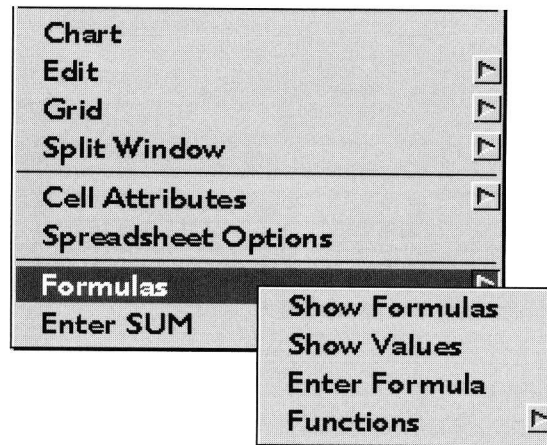 Chart
Edit
Grid
Split Window
Cell Attributes
Spreadsheet Options
Formulas
Enter SUM
Show Formulas
Show Values
Enter Formula
Functions